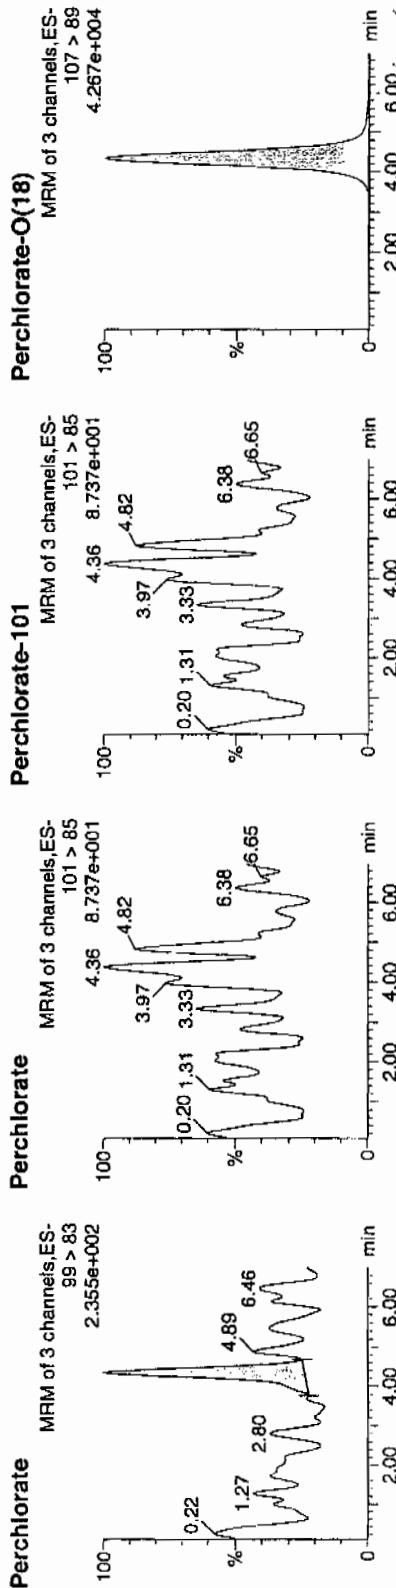 Perchlorate
MRM of 3 channels,ES-
99 > 83
2.355e+002
100
%
0
0.22
1.27
2.80
4.89
6.46
2.00
4.00
6.00
min
Perchlorate
MRM of 3 channels,ES-
101 > 85
8.737e+001
100
%
0
0.20
1.31
3.33
3.97
4.36
4.82
6.38
6.65
2.00
4.00
6.00
min
Perchlorate-101
MRM of 3 channels,ES-
101 > 85
8.737e+001
100
%
0
0.20
1.31
3.33
3.97
4.36
4.82
6.38
6.65
2.00
4.00
6.00
min
Perchlorate-O(18)
MRM of 3 channels,ES-
107 > 89
4.267e+004
100
%
0
2.00
4.00
6.00
min